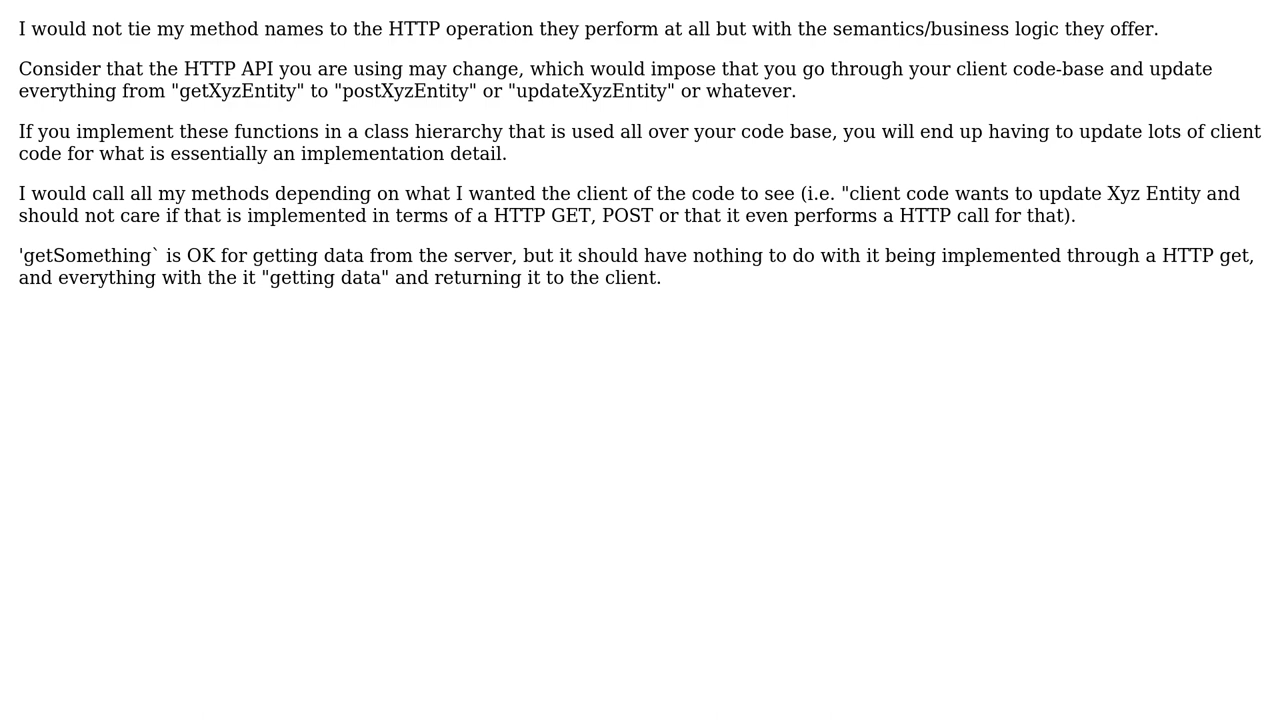 I would not tie my method names to the HTTP operation they perform at all but with the semantics/business logic they offer.
Consider that the HTTP API you are using may change, which would impose that you go through your client code-base and update
everything from "getXyzEntity" to "postXyzEntity" or "updateXyzEntity" or whatever.
If you implement these functions in a class hierarchy that is used all over your code base, you will end up having to update lots of client
code for what is essentially an implementation detail.
I would call all my methods depending on what I wanted the client of the code to see (i.e. "client code wants to update Xyz Entity and
should not care if that is implemented in terms of a HTTP GET, POST or that it even performs a HTTP call for that).
'getSomething` is OK for getting data from the server, but it should have nothing to do with it being implemented through a HTTP get,
and everything with the it "getting data" and returning it to the client.